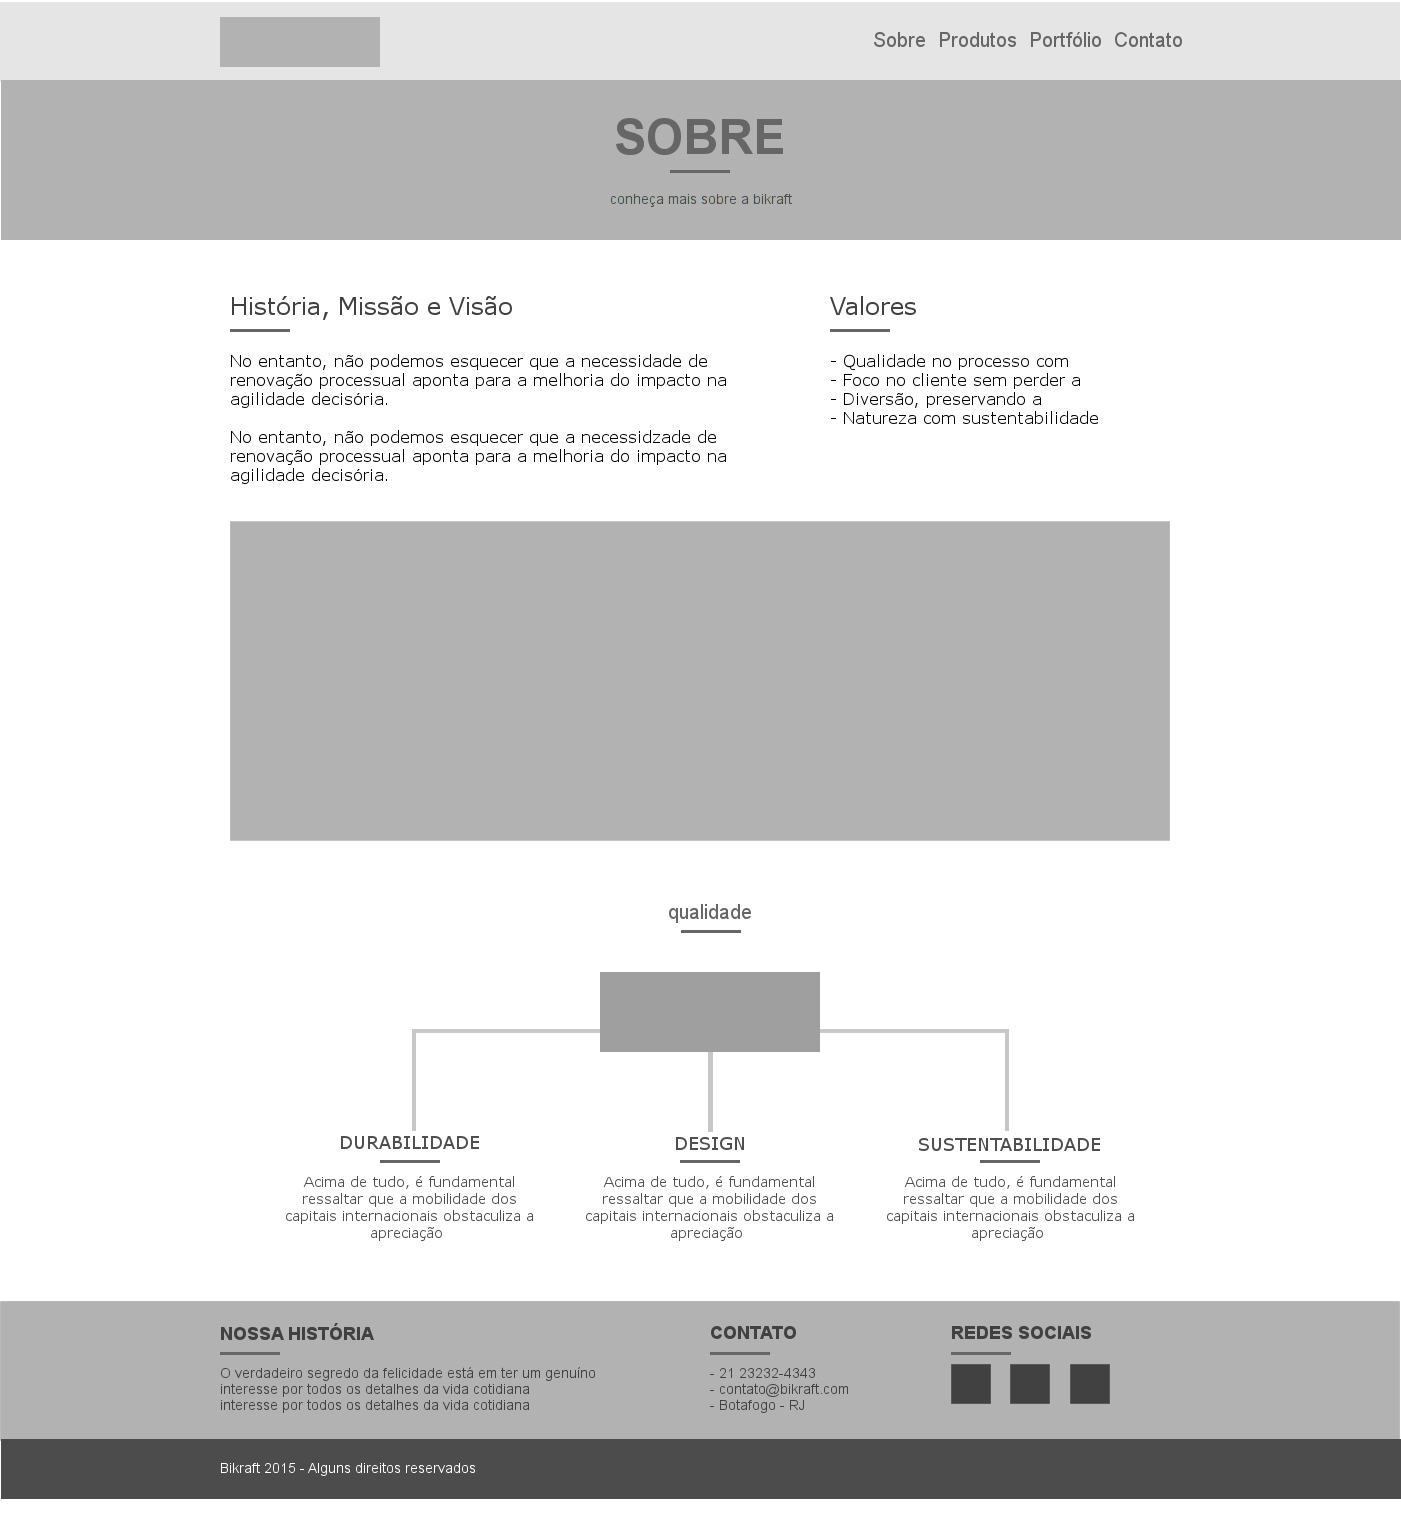 Sobre Produtos Portfólio Contato
SOBRE
conheça mais sobre a bikraft
História, Missão e Visão
No entanto, não podemos esquecer que a necessidade de
renovação processual aponta para a melhoria do impacto na
agilidade decisória.
No entanto, não podemos esquecer que a necessidzade de
renovação processual aponta para a melhoria do impacto na
agilidade decisória.
Valores
- Qualidade no processo com
- Foco no cliente sem perder a
- Diversão, preservando a
- Natureza com sustentabilidade
qualidade
DURABILIDADE
Acima de tudo, é fundamental
ressaltar que a mobilidade dos
capitais internacionais obstaculiza a
apreciação
DESIGN
Acima de tudo, é fundamental
ressaltar que a mobilidade dos
capitais internacionais obstaculiza a
apreciação
SUSTENTABILIDADE
Acima de tudo, é fundamental
ressaltar que a mobilidade dos
capitais internacionais obstaculiza a
apreciação
NOSSA HISTÓRIA
O verdadeiro segredo da felicidade está em ter um genuíno
interesse por todos os detalhes da vida cotidiana
interesse por todos os detalhes da vida cotidiana
CONTATO
- 21 23232-4343
- contato@bikraft.com
- Botafogo - RJ
REDES SOCIAIS
Bikraft 2015 - Alguns direitos reservados